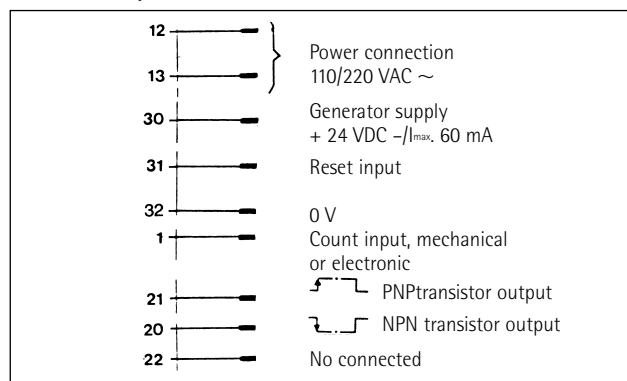 12
Power connection
13 110/220 VAC ~
30 Generator supply
+ 24 VDC –/Imax. 60 mA
31 Reset input
32 0 V
1 Count input, mechanical
or electronic
21 PNPtransistor output
20 NPN transistor output
22 No connected